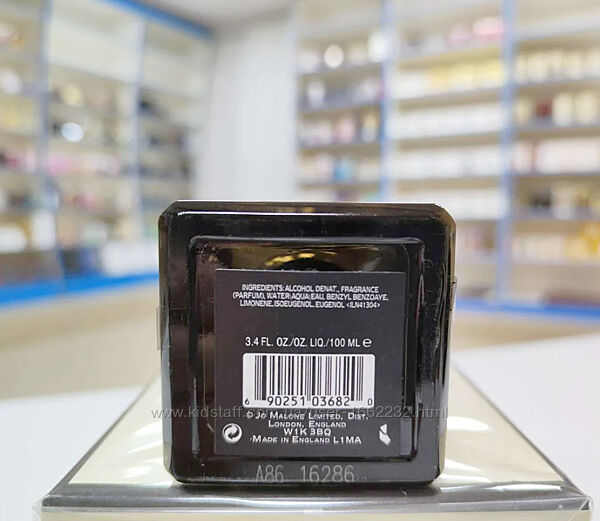 INGREDIENTS: ALCOHOL DENAT., FRAGRANCE
(PARFUM), WATER\AQUA\EAU, BENZYL BENZOAYE,
LIMONENE, ISOEUGENOL, EUGENOL <ILN41304>
3.4 FL. OZ./OZ. LIQ./100 ML ℮
6 90251 03682 0
© Jo Malone Limited, Dist.
London, England
W1K 3BQ
Made in England L1MA
A86 16286